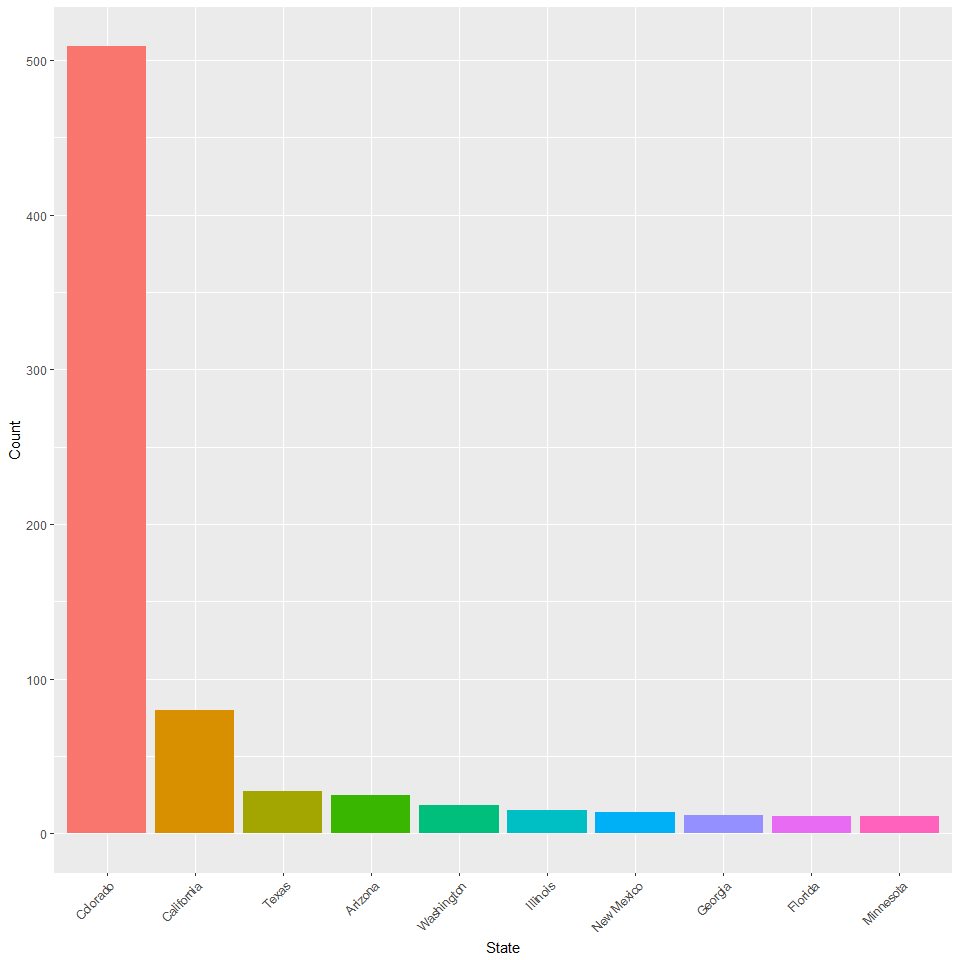 500
400
300
200
100
0
Count
Colorado
California
Texas
Arizona
Washington
Illinois
New Mexico
Georgia
Florida
Minnesota
State